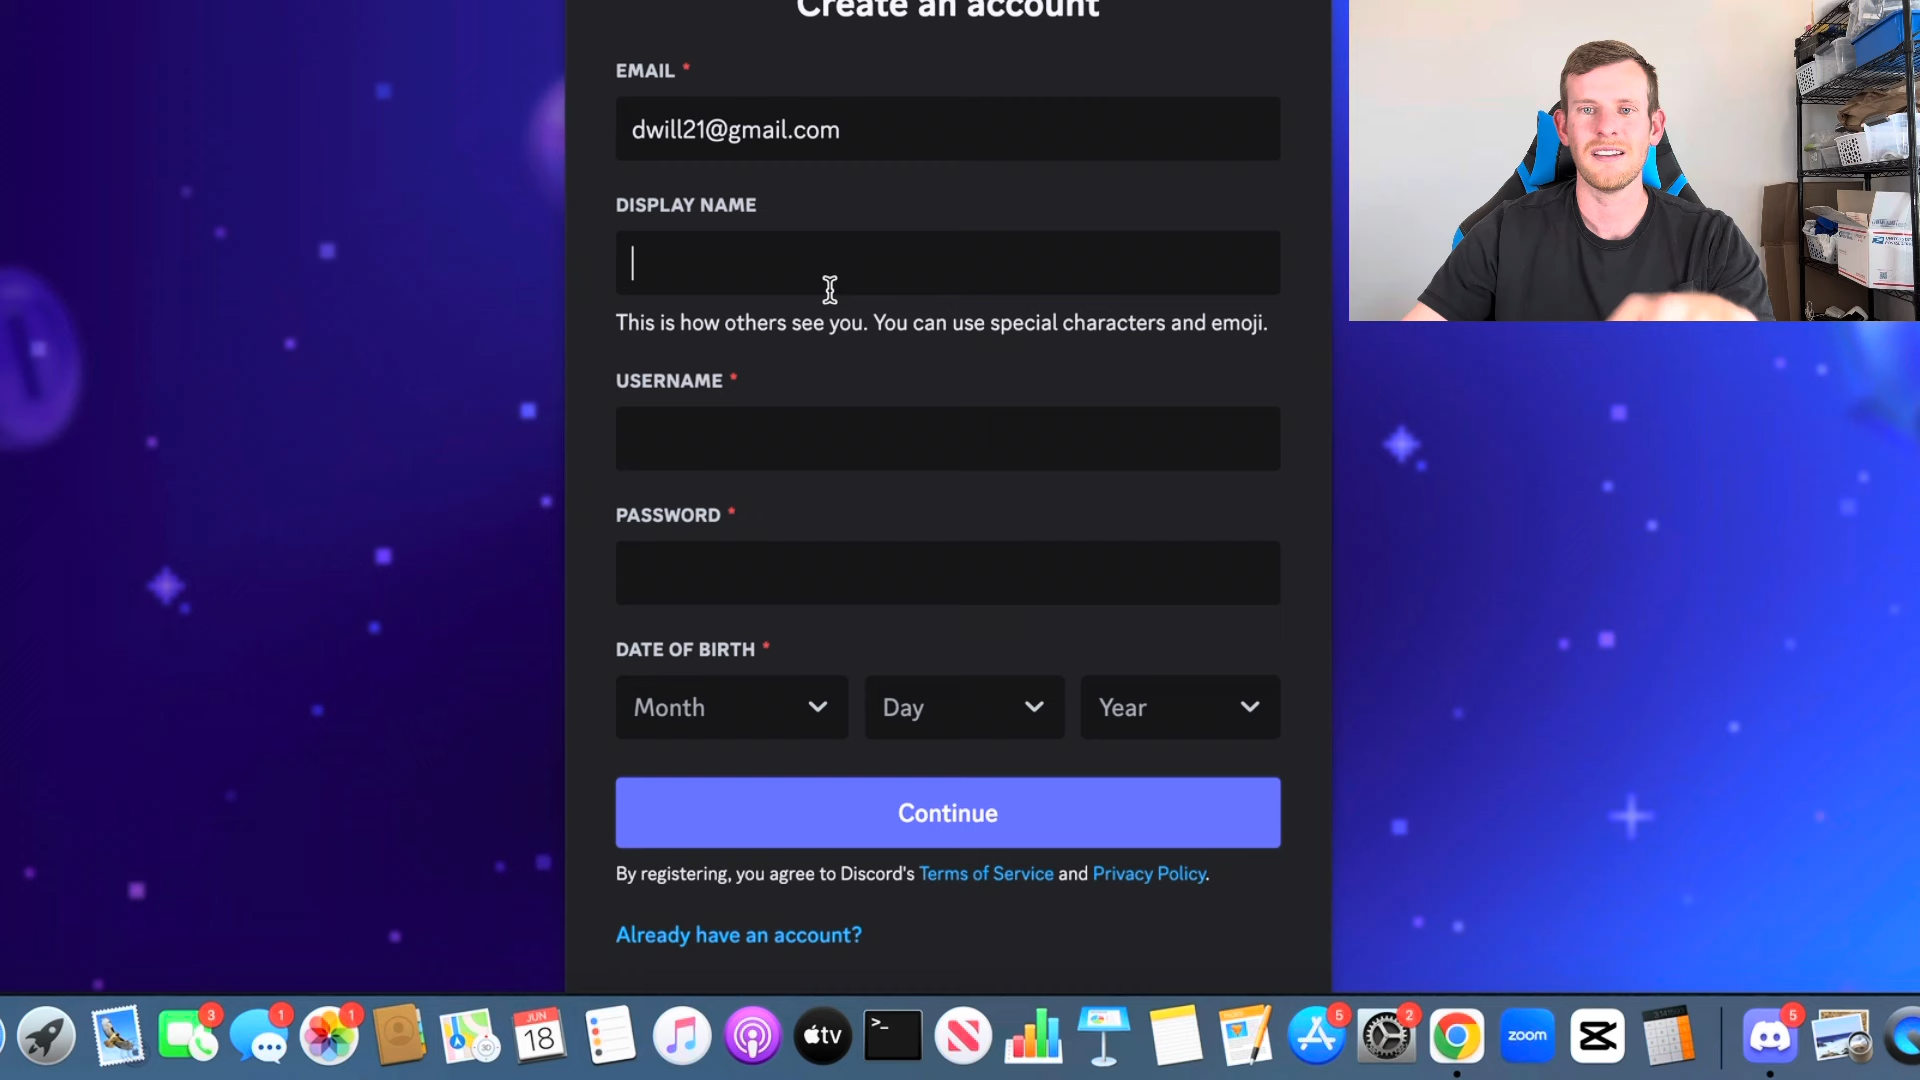 Create an account
EMAIL *
dwill21@gmail.com
DISPLAY NAME
This is how others see you. You can use special characters and emoji.
USERNAME *
PASSWORD *
DATE OF BIRTH *
Month
Day
Year
Continue
By registering, you agree to Discord's Terms of Service and Privacy Policy.
Already have an account?
3
1
1
JUN
18
3D
tv
>_
5
2
zoom
5